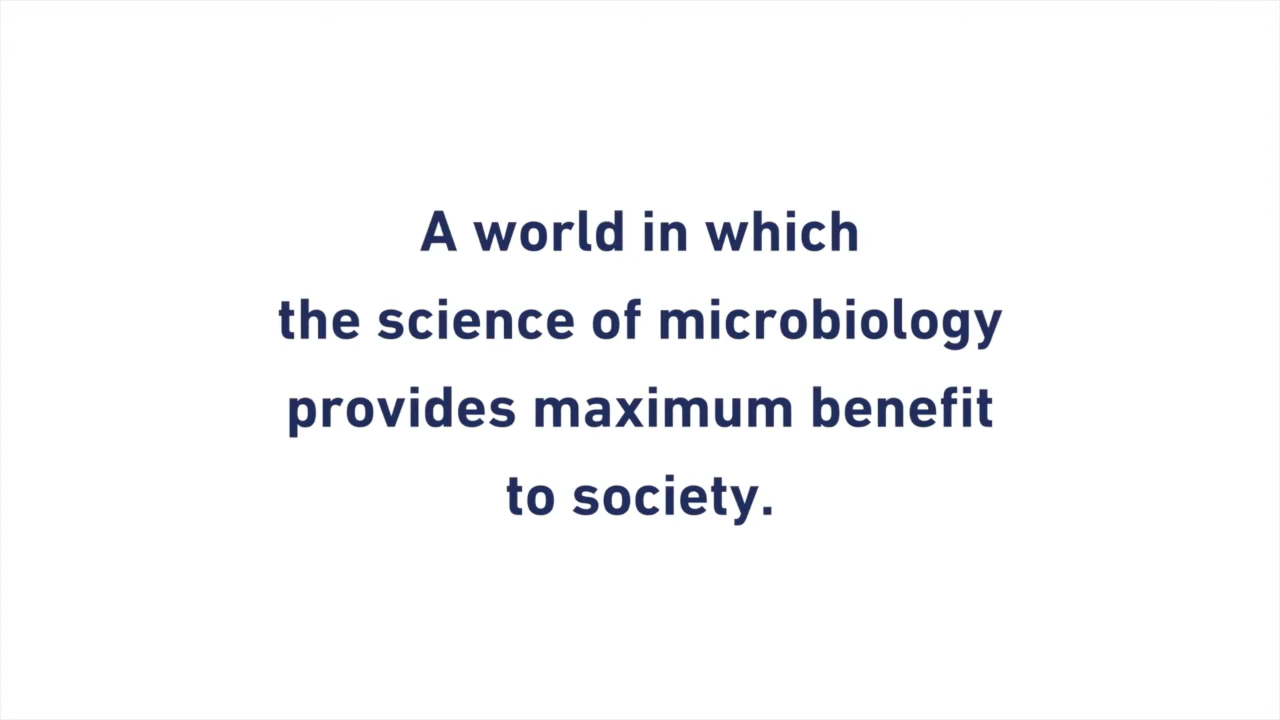 A world in which
the science of microbiology
provides maximum benefit
to society.